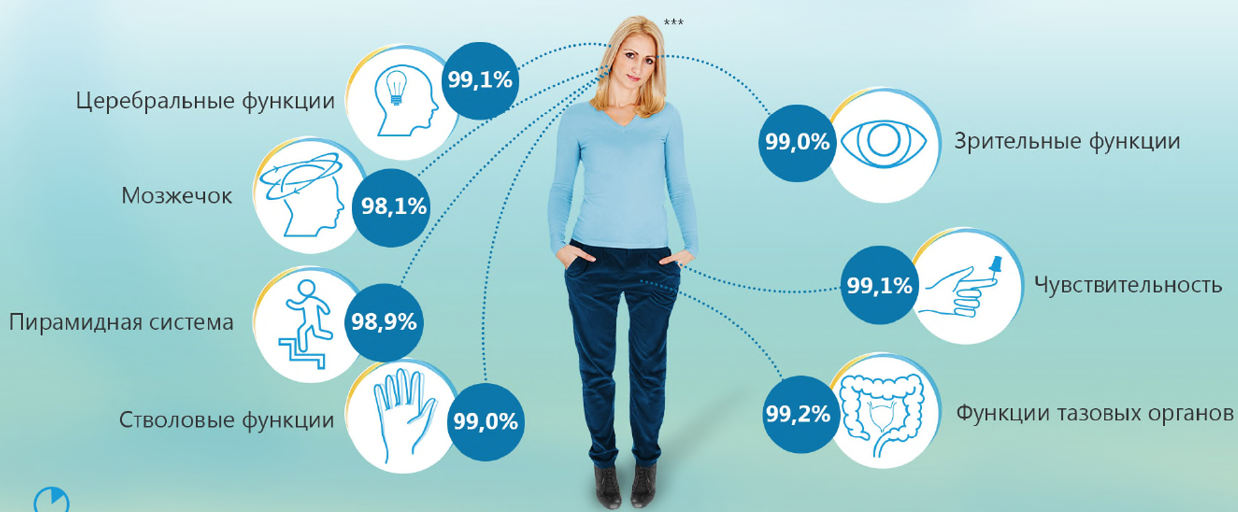 ***
Церебральные функции
99,1%
Мозжечок
98,1%
Пирамидная система
98,9%
Стволовые функции
99,0%
99,0%
Зрительные функции
99,1%
Чувствительность
99,2%
Функции тазовых органов